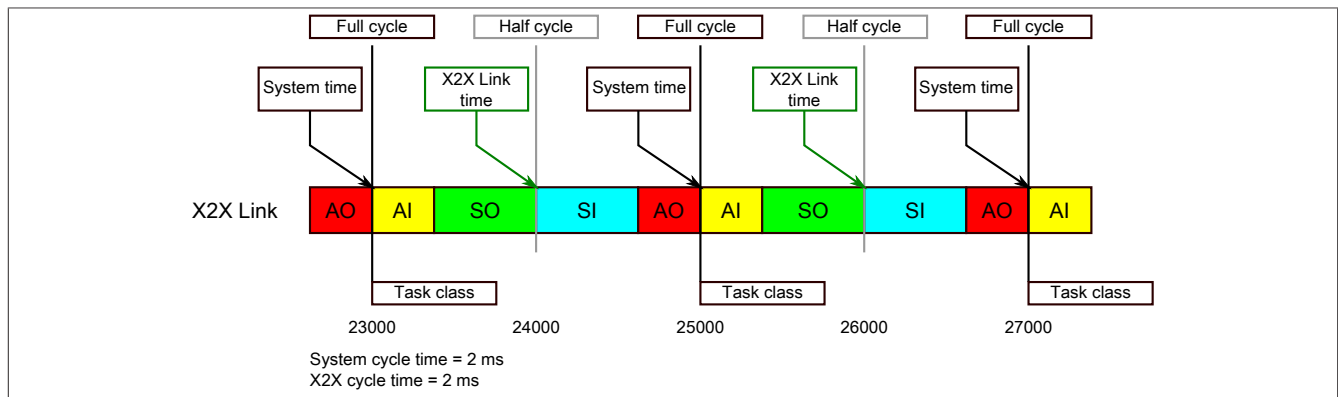 Full cycle
Half cycle
Full cycle
Half cycle
Full cycle
System time
X2X Link
time
System time
X2X Link
time
System time
X2X Link
AO
AI
SO
SI
AO
AI
SO
SI
AO
AI
Task class
Task class
Task class
23000
24000
25000
26000
27000
System cycle time = 2 ms
X2X cycle time = 2 ms